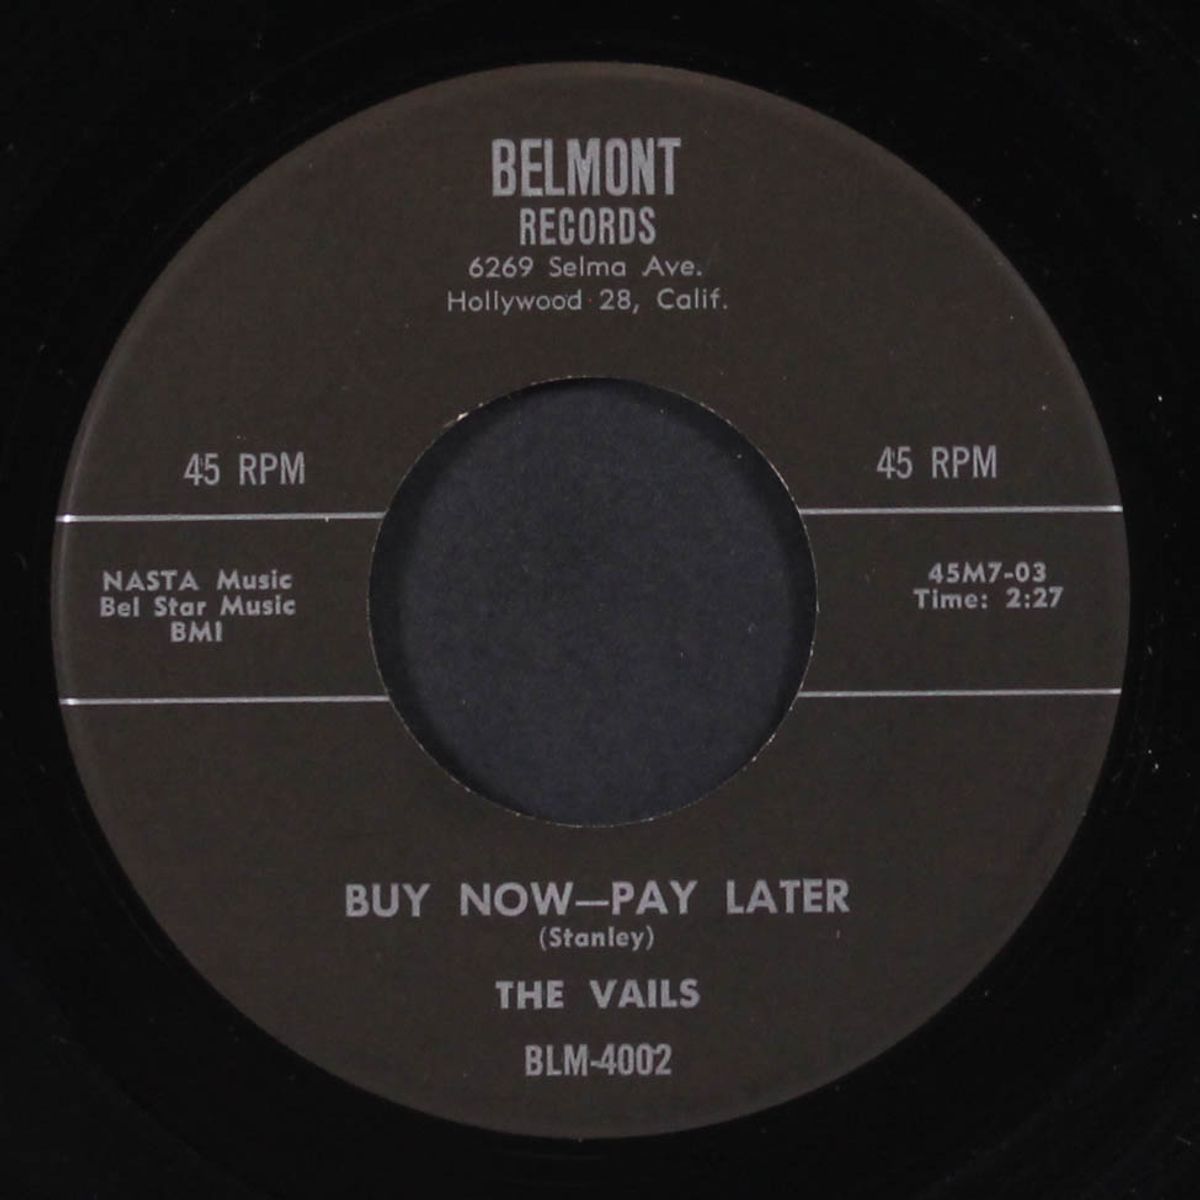 BELMONT
RECORDS
6269 Selma Ave.
Hollywood 28, Calif.
45 RPM
45 RPM
NASTA Music
Bel Star Music
BMI
45M7-03
Time: 2:27
BUY NOW—PAY LATER
(Stanley)
THE VAILS
BLM-4002